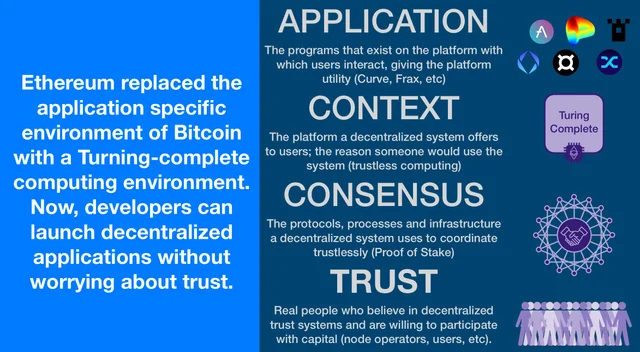 Ethereum replaced the
application specific
environment of Bitcoin
with a Turning-complete
computing environment.
Now, developers can
launch decentralized
applications without
worrying about trust.
APPLICATION
The programs that exist on the platform with
which users interact, giving the platform
utility (Curve, Frax, etc)
CONTEXT
The platform a decentralized system offers
to users; the reason someone would use the
system (trustless computing)
Turing
Complete
CONSENSUS
The protocols, processes and infrastructure
a decentralized system uses to coordinate
trustlessly (Proof of Stake)
TRUST
Real people who believe in decentralized
trust systems and are willing to participate
with capital (node operators, users, etc).